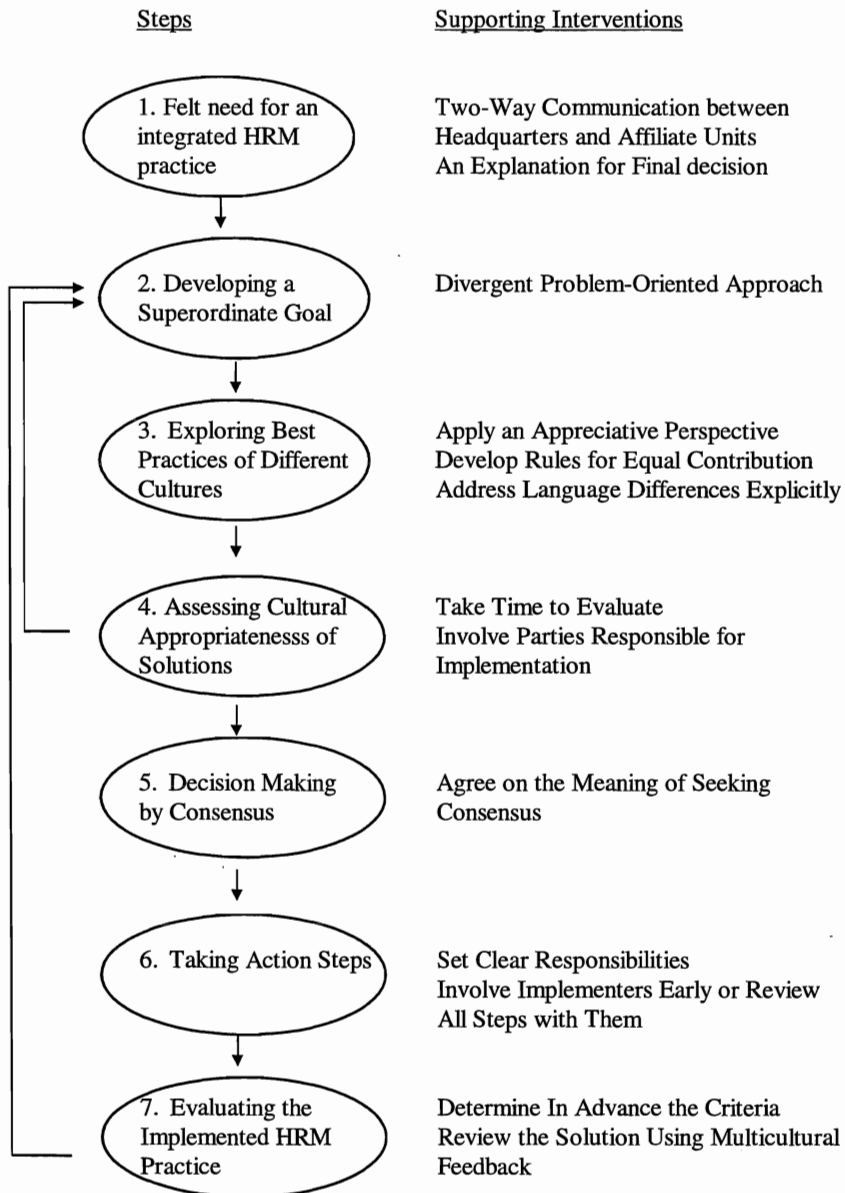 Steps
Supporting Interventions
1. Felt need for an
integrated HRM
practice
Two-Way Communication between
Headquarters and Affiliate Units
An Explanation for Final decision
2. Developing a
Superordinate Goal
Divergent Problem-Oriented Approach
3. Exploring Best
Practices of Different
Cultures
Apply an Appreciative Perspective
Develop Rules for Equal Contribution
Address Language Differences Explicitly
4. Assessing Cultural
Appropriatenesss of
Solutions
Take Time to Evaluate
Involve Parties Responsible for
Implementation
5. Decision Making
by Consensus
Agree on the Meaning of Seeking
Consensus
6. Taking Action Steps
Set Clear Responsibilities
Involve Implementers Early or Review
All Steps with Them
7. Evaluating the
Implemented HRM
Practice
Determine In Advance the Criteria
Review the Solution Using Multicultural
Feedback